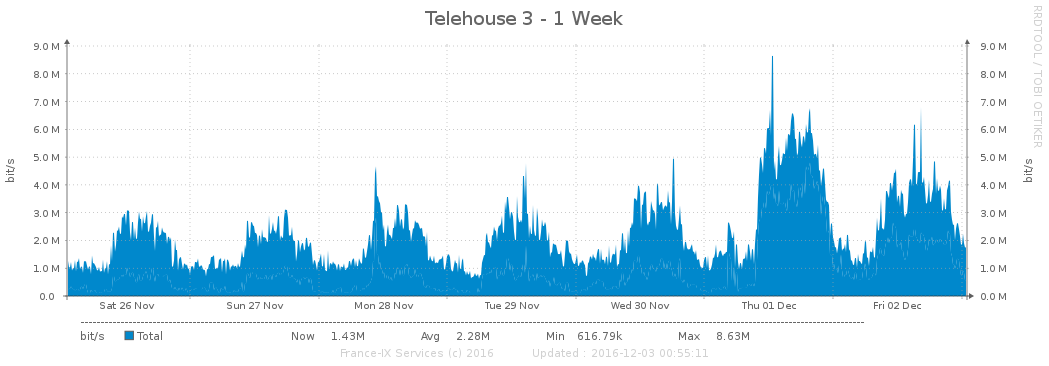 Telehouse 3 - 1 Week
RRDTOOL / TOBI OETIKER
9.0 M 9.0 M
8.0 M 8.0 M
7.0 M 7.0 M
6.0 M 6.0 M
5.0 M 5.0 M
bit/s bit/s
4.0 M 4.0 M
3.0 M 3.0 M
2.0 M 2.0 M
1.0 M 1.0 M
0.0 0.0 M
Sat 26 Nov Sun 27 Nov Mon 28 Nov Tue 29 Nov Wed 30 Nov Thu 01 Dec Fri 02 Dec
bit/s Total Now 1.43M Avg 2.28M Min 616.79k Max 8.63M
France-IX Services (c) 2016 Updated : 2016-12-03 00:55:11